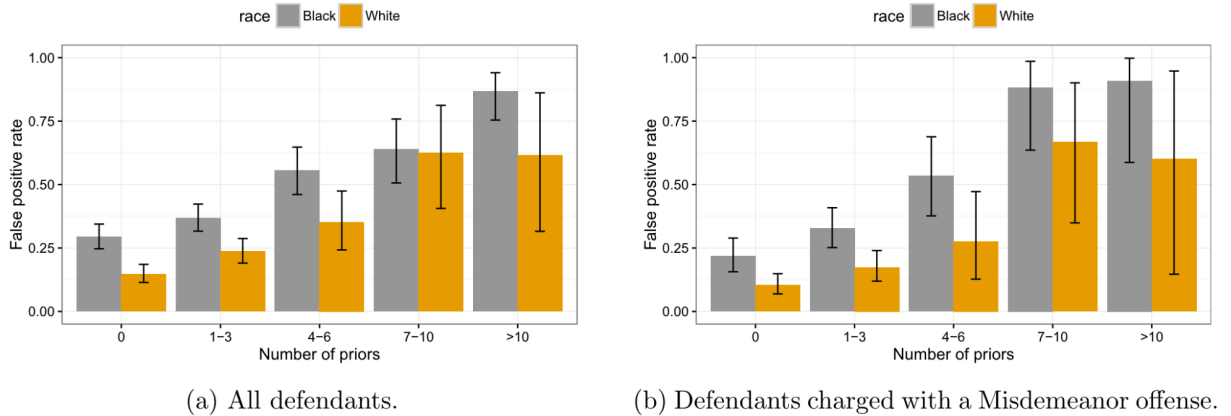 race Black White
False positive rate
1.00
0.75
0.50
0.25
0.00
0 1−3 4−6 7−10 >10
Number of priors
(a) All defendants.
race Black White
False positive rate
1.00
0.75
0.50
0.25
0.00
0 1−3 4−6 7−10 >10
Number of priors
(b) Defendants charged with a Misdemeanor offense.